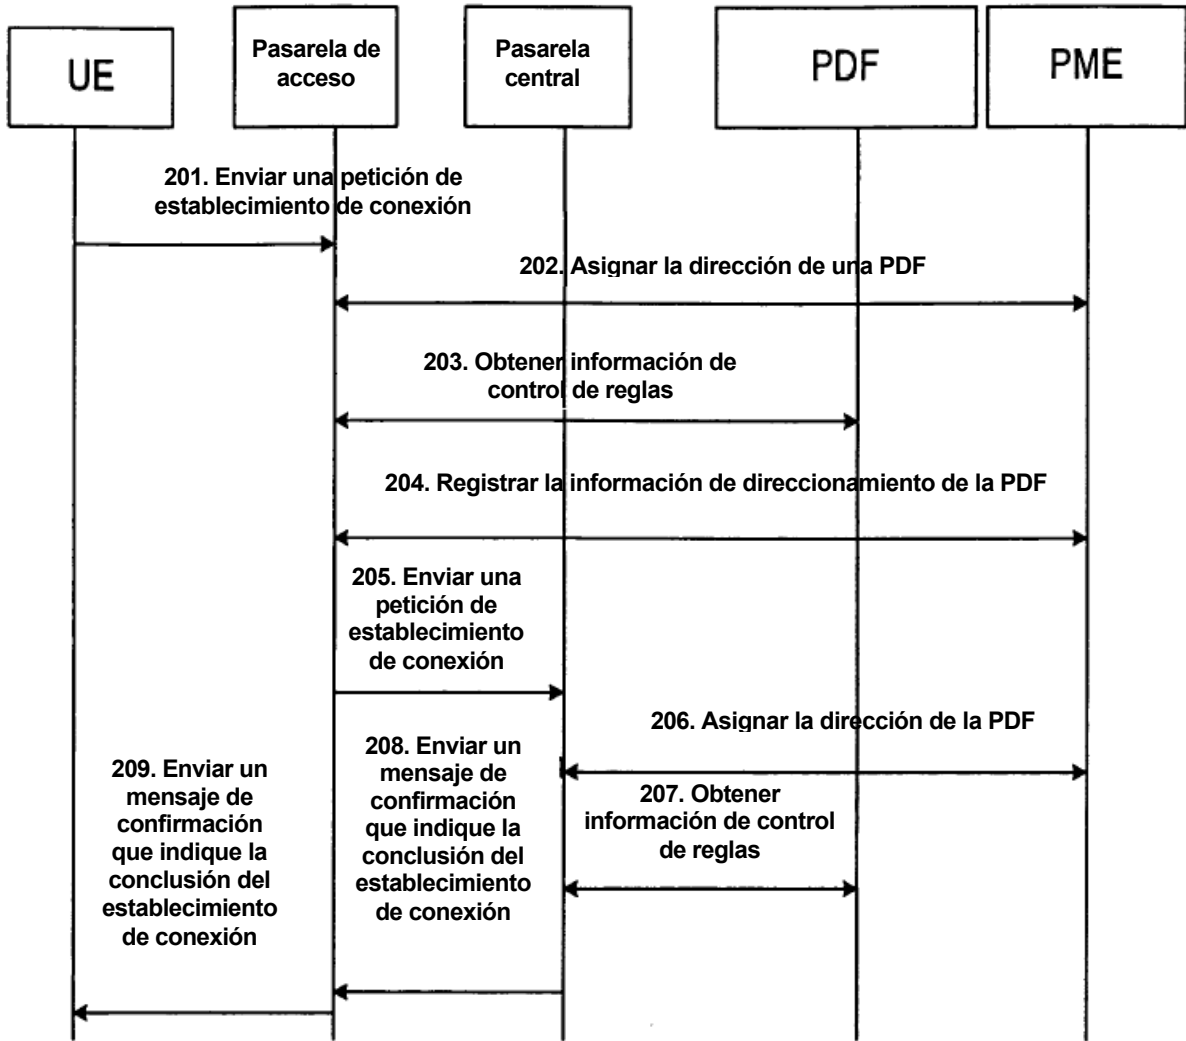 UE
Pasarela de
acceso
Pasarela
central
PDF
PME
201. Enviar una petición de
establecimiento de conexión
202. Asignar la dirección de una PDF
203. Obtener información de
control de reglas
204. Registrar la información de direccionamiento de la PDF
205. Enviar una
petición de
establecimiento
de conexión
206. Asignar la dirección de la PDF
207. Obtener
información de control
de reglas
208. Enviar un
mensaje de
confirmación
que indique la
conclusión del
establecimiento
de conexión
209. Enviar un
mensaje de
confirmación
que indique la
conclusión del
establecimiento
de conexión